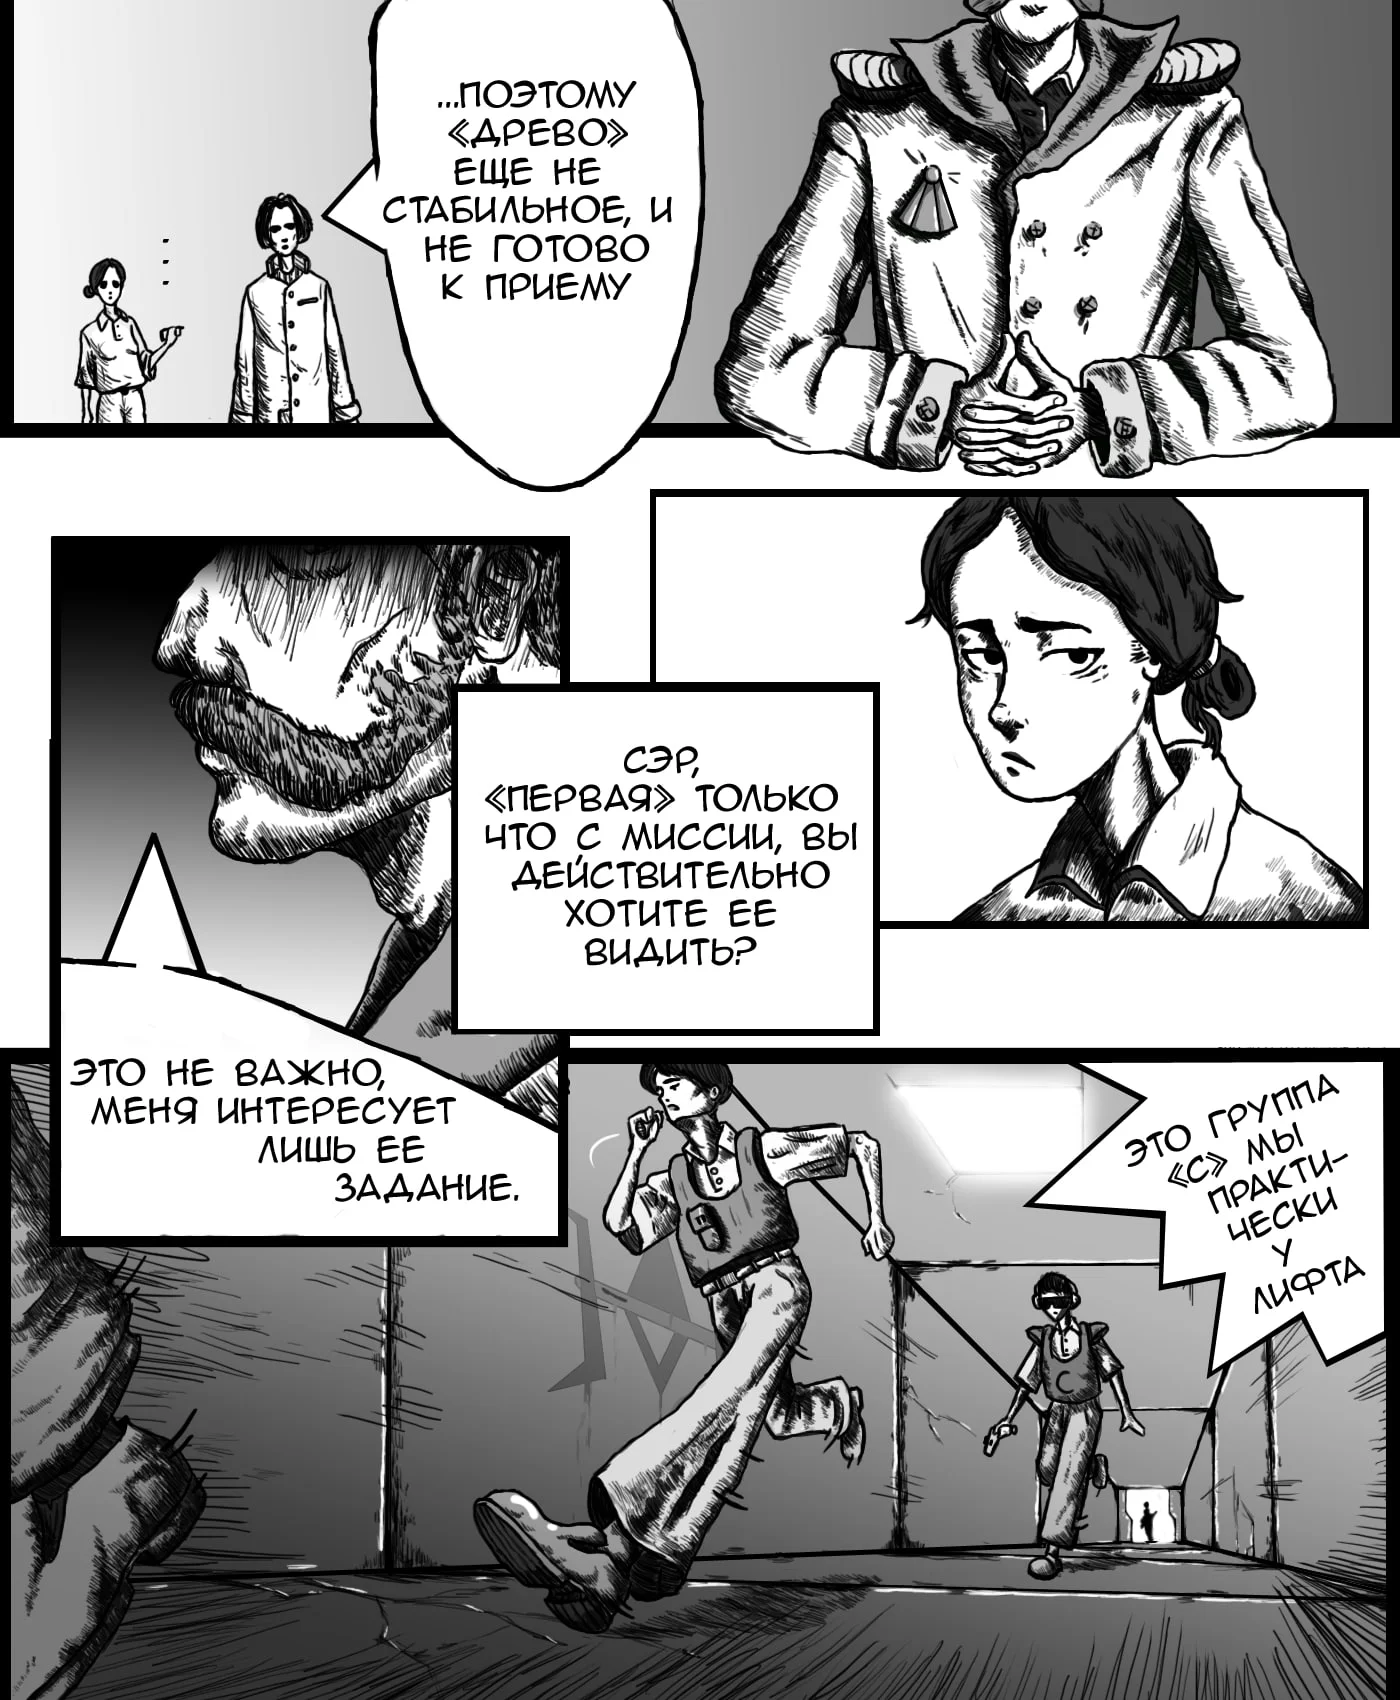 ...ПОЭТОМУ
《ДРЕВО》
ЕЩЕ НЕ
СТАБИЛЬНОЕ, И
НЕ ГОТОВО
К ПРИЕМУ
СЭР,
《ПЕРВАЯ》 ТОЛЬКО
ЧТО С МИССИИ, ВЫ
ДЕЙСТВИТЕЛЬНО
ХОТИТЕ ЕЕ
ВИДИТЬ?
ЭТО НЕ ВАЖНО,
МЕНЯ ИНТЕРЕСУЕТ
ЛИШЬ ЕЕ
ЗАДАНИЕ.
ЭТО ГРУППА
《С》 МЫ
ПРАКТИ-
ЧЕСКИ
У
ЛИФТА
С